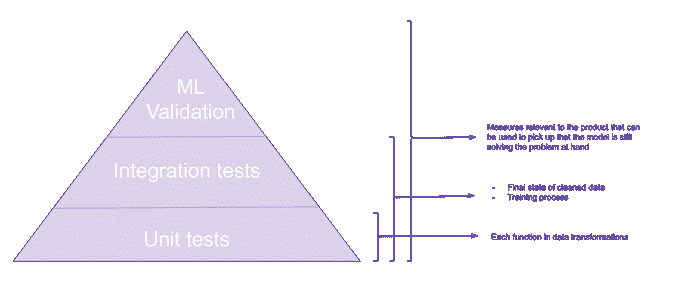 ML
Validation
Integration tests
Unit tests
Measures relevant to the product that can
be used to pick up that the model is still
solving the problem at hand
- Final state of cleaned data
- Training process
Each function in data transformations